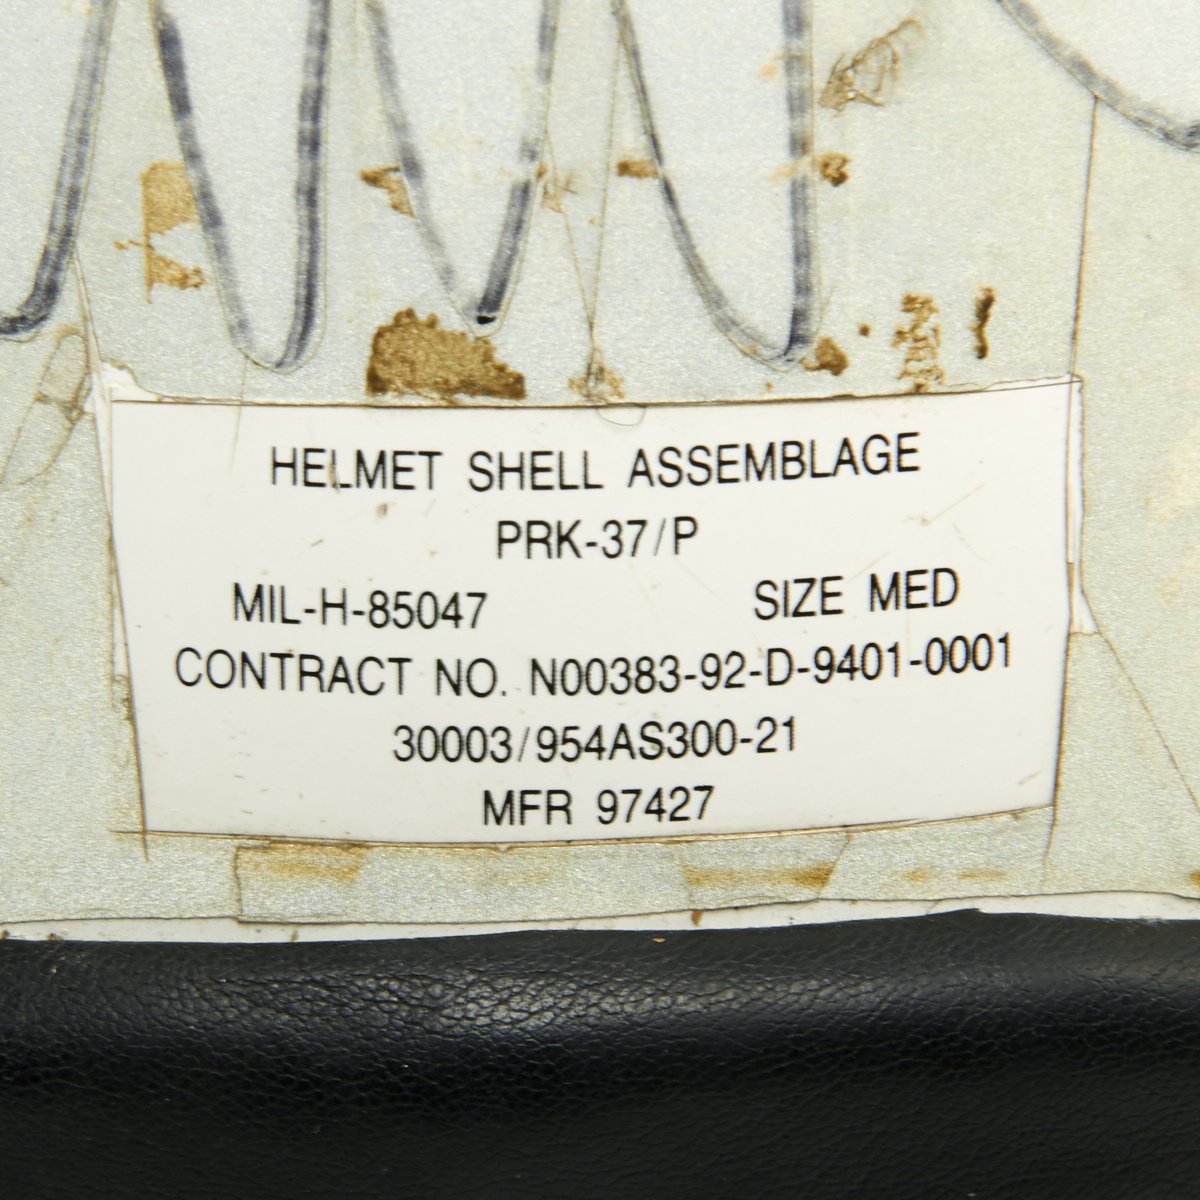 HELMET SHELL ASSEMBLAGE
PRK-37/P
MIL-H-85047 SIZE MED
CONTRACT NO. N00383-92-D-9401-0001
30003/954AS300-21
MFR 97427